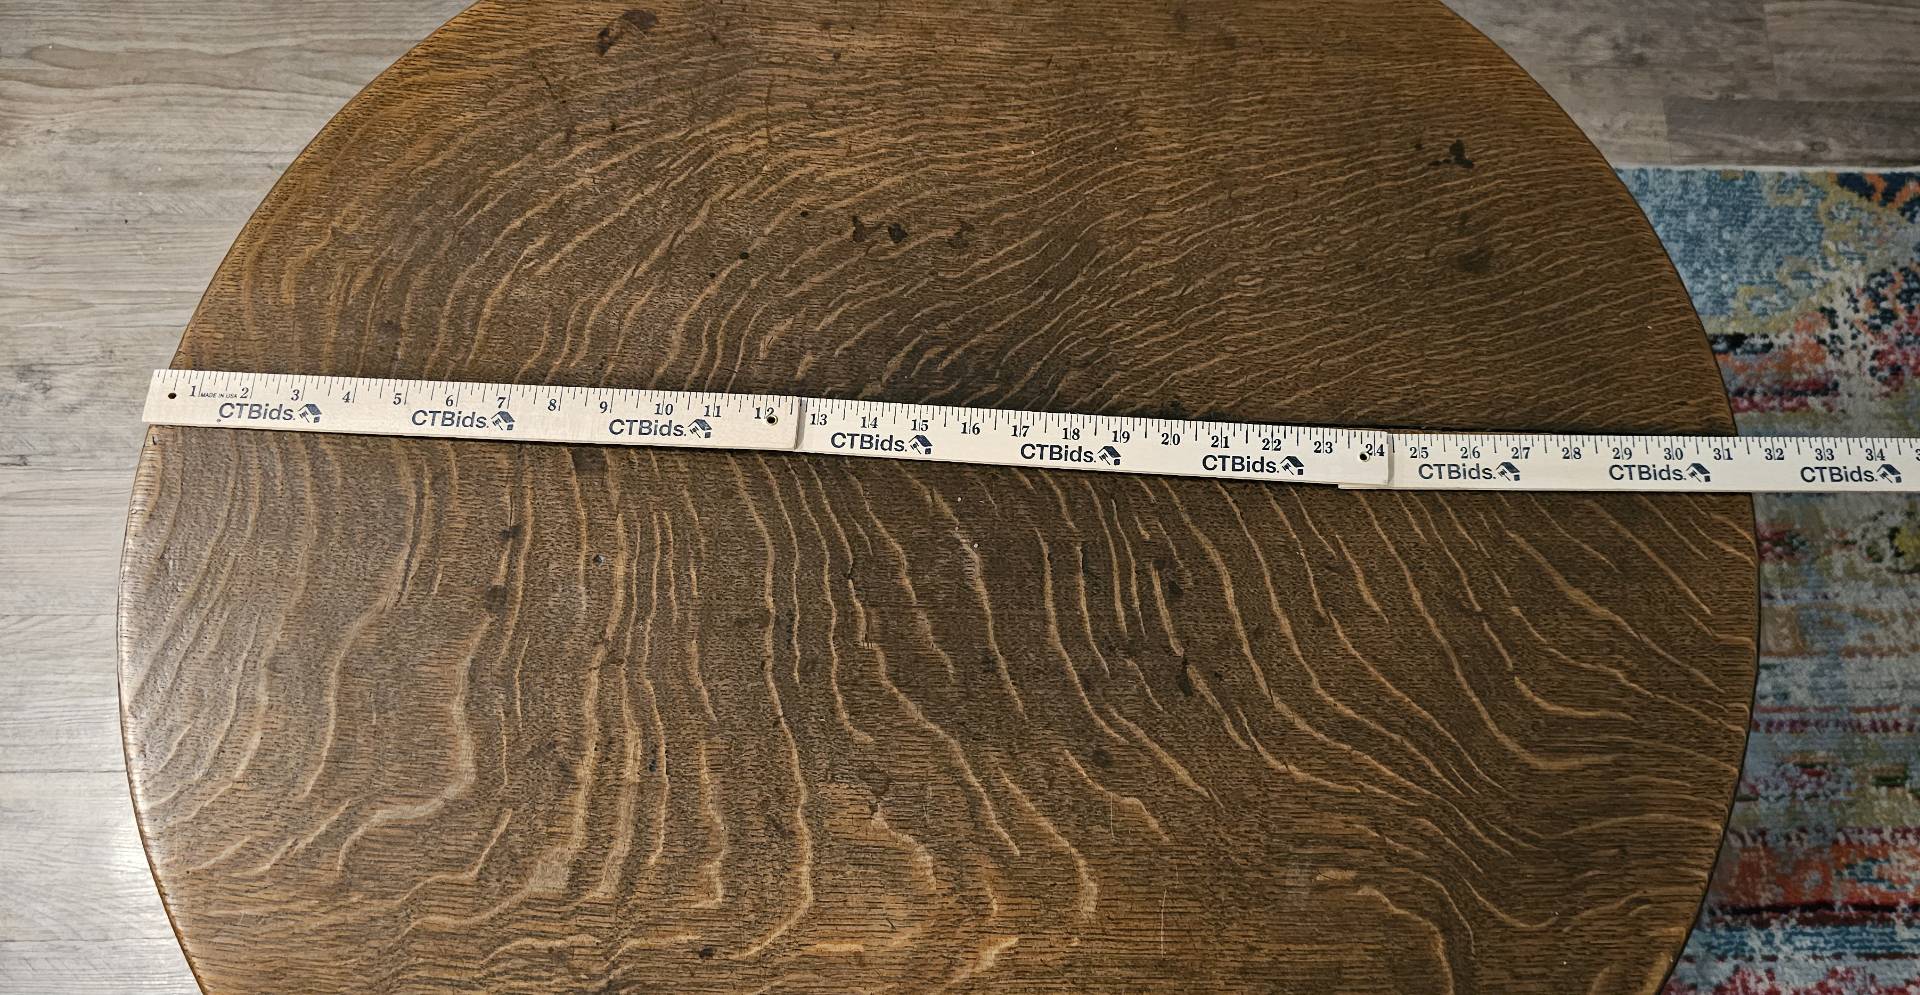 1 MADE IN USA 2 3 4 5 6 7 8 9 10 11 12 13 14 15 16 17 18 19 20 21 22 23 24 25 26 27 28 29 30 31 32 33 34
CTBids. CTBids. CTBids. CTBids. CTBids. CTBids. CTBids. CTBids. CTBids.